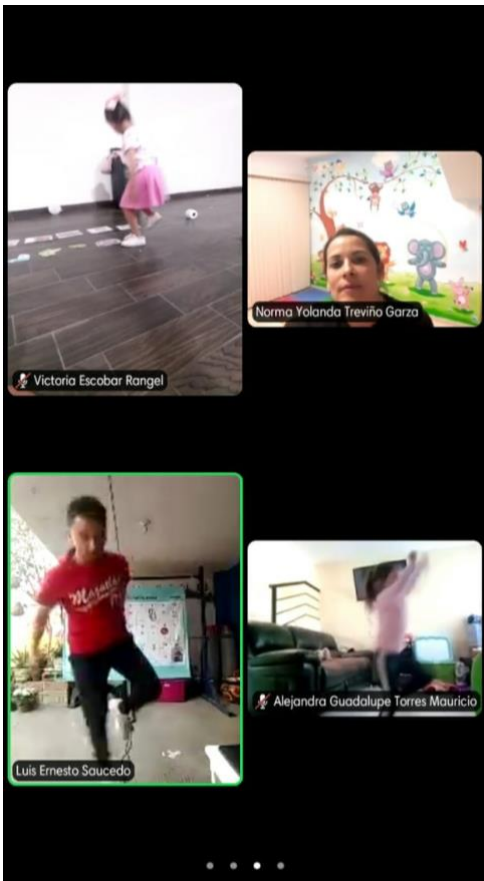 Victoria Escobar Rangel
Norma Yolanda Treviño Garza
Luis Ernesto Saucedo
Alejandra Guadalupe Torres Mauricio